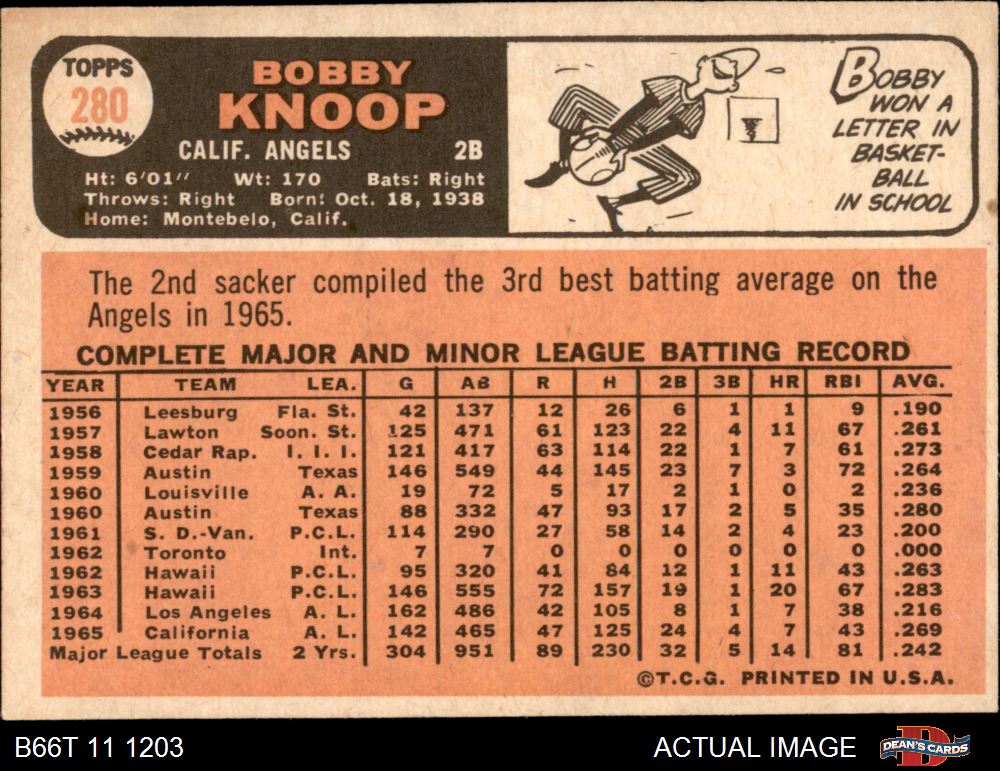 TOPPS
280
BOBBY
KNOOP
CALIF. ANGELS 2B
Ht: 6'01" Wt: 170 Bats: Right
Throws: Right Born: Oct. 18, 1938
Home: Montebelo, Calif.
BOBBY
WON A
LETTER IN
BASKET-
BALL
IN SCHOOL
The 2nd sacker compiled the 3rd best batting average on the
Angels in 1965.
COMPLETE MAJOR AND MINOR LEAGUE BATTING RECORD
YEAR TEAM LEA. G AB R H 2B 3B HR RBI AVG.
1956 Leesburg Fla. St. 42 137 12 26 6 1 1 9 .190
1957 Lawton Soon. St. 125 471 61 123 22 4 11 67 .261
1958 Cedar Rap. I. I. I. 121 417 63 114 22 1 7 61 .273
1959 Austin Texas 146 549 44 145 23 7 3 72 .264
1960 Louisville A. A. 19 72 5 17 2 1 0 2 .236
1960 Austin Texas 88 332 47 93 17 2 5 35 .280
1961 S. D.-Van. P.C.L. 114 290 27 58 14 2 4 23 .200
1962 Toronto Int. 7 7 0 0 0 0 0 0 .000
1962 Hawaii P.C.L. 95 320 41 84 12 1 11 43 .263
1963 Hawaii P.C.L. 146 555 72 157 19 1 20 67 .283
1964 Los Angeles A. L. 162 486 42 105 8 1 7 38 .216
1965 California A. L. 142 465 47 125 24 4 7 43 .269
Major League Totals 2 Yrs. 304 951 89 230 32 5 14 81 .242
©T.C.G. PRINTED IN U.S.A.
B66T 11 1203 ACTUAL IMAGE DEAN'S CARDS